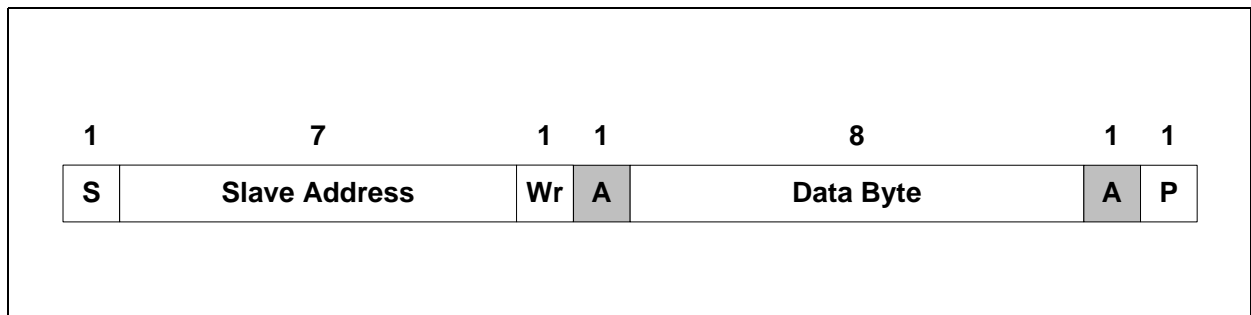 1 7 1 1 8 1 1
S Slave Address Wr A Data Byte A P